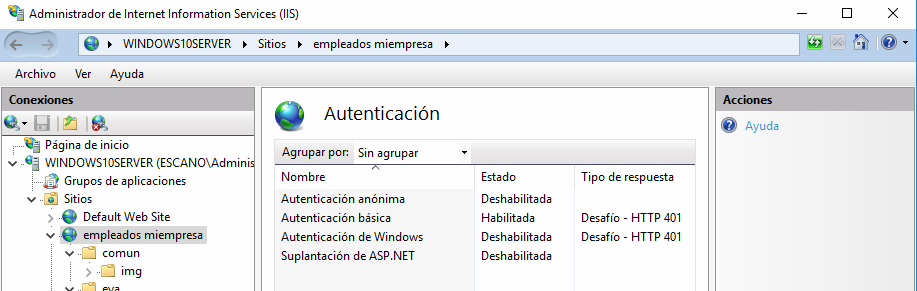 Administrador de Internet Information Services (IIS)
WINDOWS10SERVER Sitios empleados miempresa
Archivo Ver Ayuda
Conexiones
Página de inicio
WINDOWS10SERVER (ESCANO\Adminis
Grupos de aplicaciones
Sitios
Default Web Site
empleados miempresa
comun
img
eva
Autenticación
Agrupar por: Sin agrupar
Nombre Estado Tipo de respuesta
Autenticación anónima Deshabilitada
Autenticación básica Habilitada Desafío - HTTP 401
Autenticación de Windows Deshabilitada Desafío - HTTP 401
Suplantación de ASP.NET Deshabilitada
Acciones
Ayuda